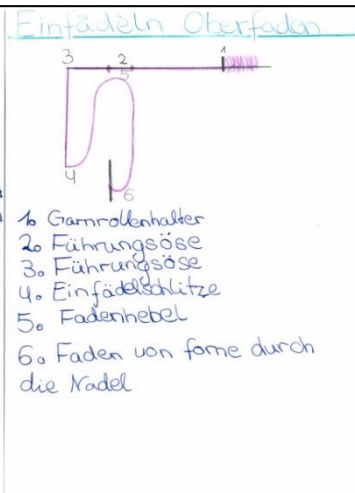 Einfädeln Oberfaden
3 2 1
5
4
6
1. Garnrollenhalter
2. Führungsöse
3. Führungsöse
4. Einfädelschlitze
5. Fadenhebel
6. Faden von forne durch
die Nadel